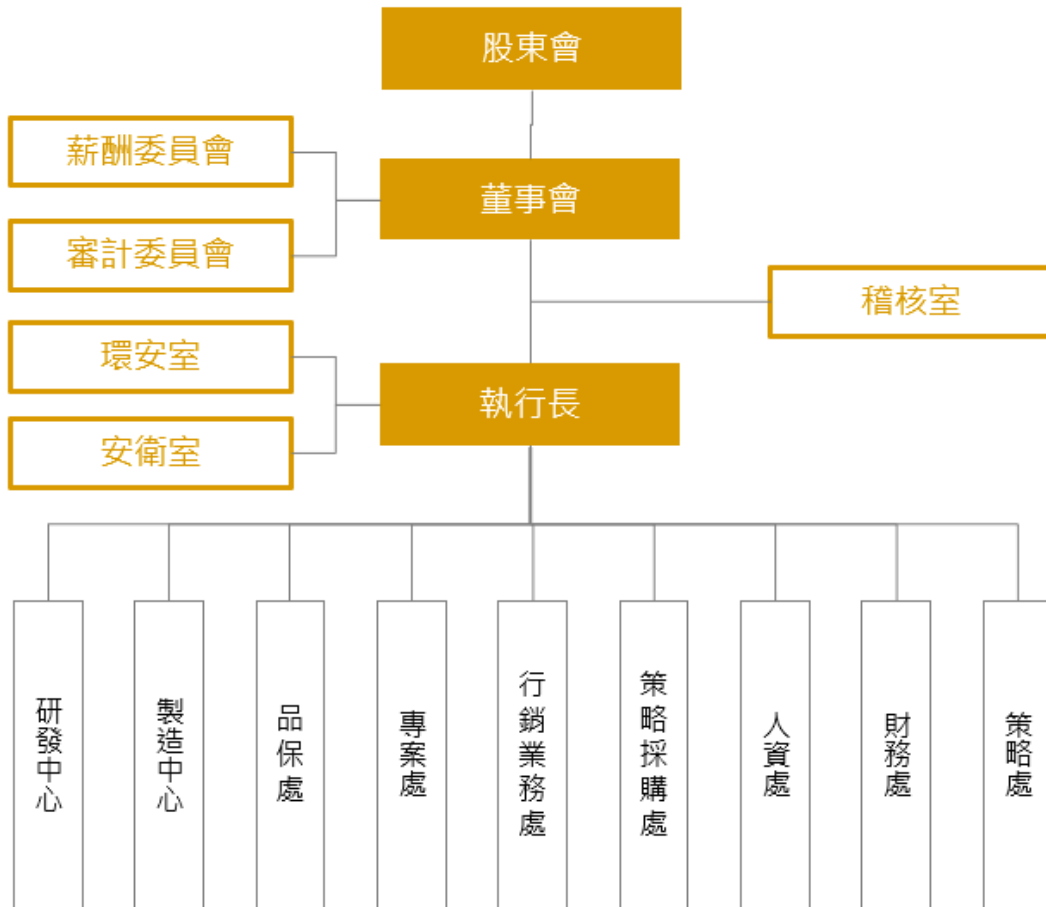 股東會
薪酬委員會
董事會
審計委員會
稽核室
環安室
執行長
安衛室
研發中心
製造中心
品保處
專案處
行銷業務處
策略採購處
人資處
財務處
策略處